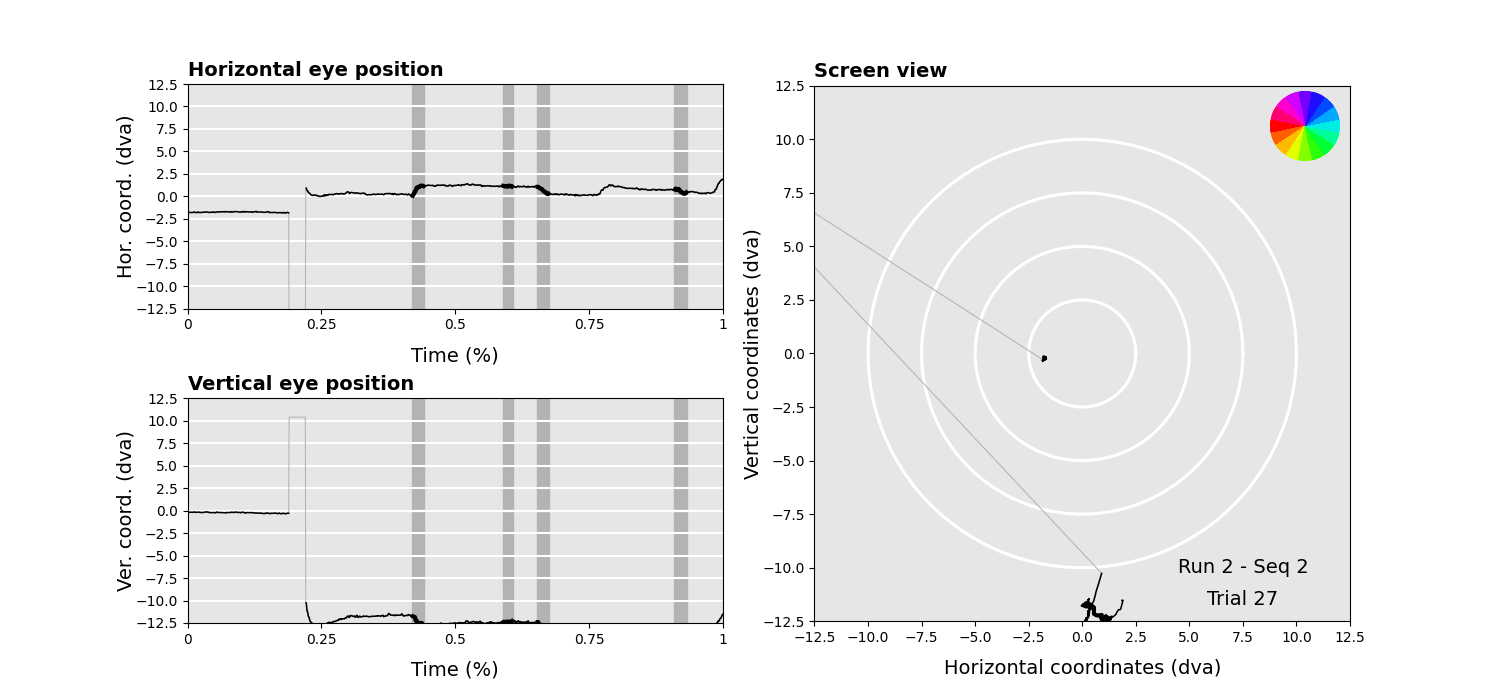 Horizontal eye position
Hor. coord. (dva)
12.5
10.0
7.5
5.0
2.5
0.0
−2.5
−5.0
−7.5
−10.0
−12.5
0 0.25 0.5 0.75 1
Time (%)
Vertical eye position
Ver. coord. (dva)
12.5
10.0
7.5
5.0
2.5
0.0
−2.5
−5.0
−7.5
−10.0
−12.5
0 0.25 0.5 0.75 1
Time (%)
Screen view
Vertical coordinates (dva)
12.5
10.0
7.5
5.0
2.5
0.0
−2.5
−5.0
−7.5
−10.0
−12.5
Run 2 - Seq 2
Trial 27
−12.5 −10.0 −7.5 −5.0 −2.5 0.0 2.5 5.0 7.5 10.0 12.5
Horizontal coordinates (dva)